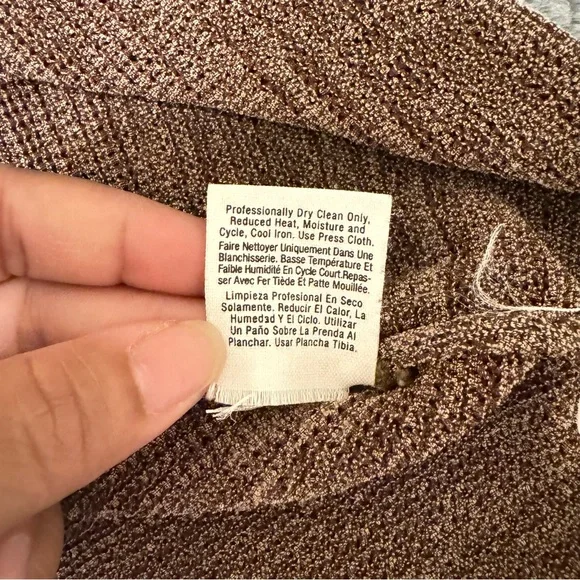 Professionally Dry Clean Only,
Reduced Heat, Moisture and
Cycle, Cool Iron. Use Press Cloth.
Faire Nettoyer Uniquement Dans Une
Blanchisserie. Basse Température Et
Faible Humidité En Cycle Court.Repas-
ser Avec Fer Tiède Et Patte Mouillée.
Limpieza Profesional En Seco
Solamente. Reducir El Calor, La
Humedad Y El Ciclo. Utilizar
Un Paño Sobre La Prenda Al
Planchar. Usar Plancha Tibia.